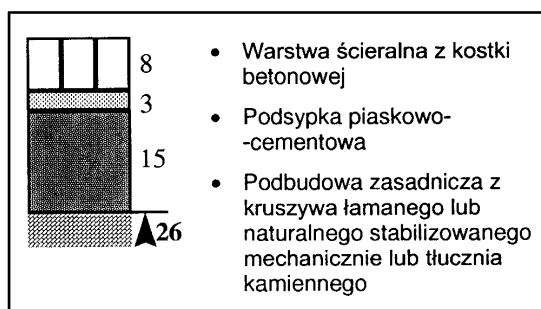 8
3
15
26
• Warstwa ścieralna z kostki
betonowej
• Podsypka piaskowo-
-cementowa
• Podbudowa zasadnicza z
kruszywa łamanego lub
naturalnego stabilizowanego
mechanicznie lub tłucznia
kamiennego